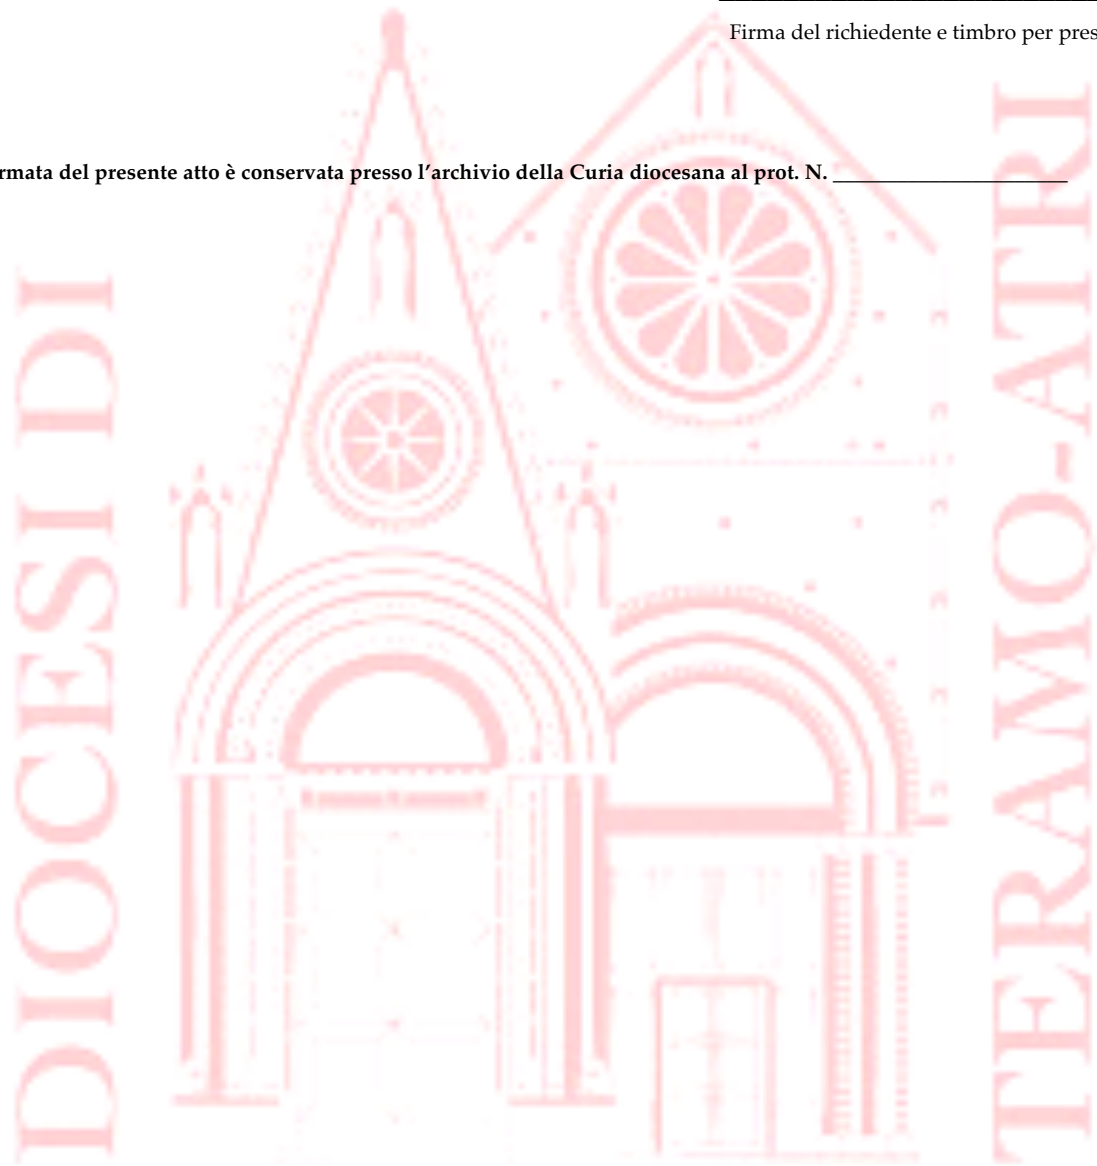 Firma del richiedente e timbro per pres
rmata del presente atto è conservata presso l’archivio della Curia diocesana al prot. N. ______________________
DIOCESI DI
TERAMO-ATRI